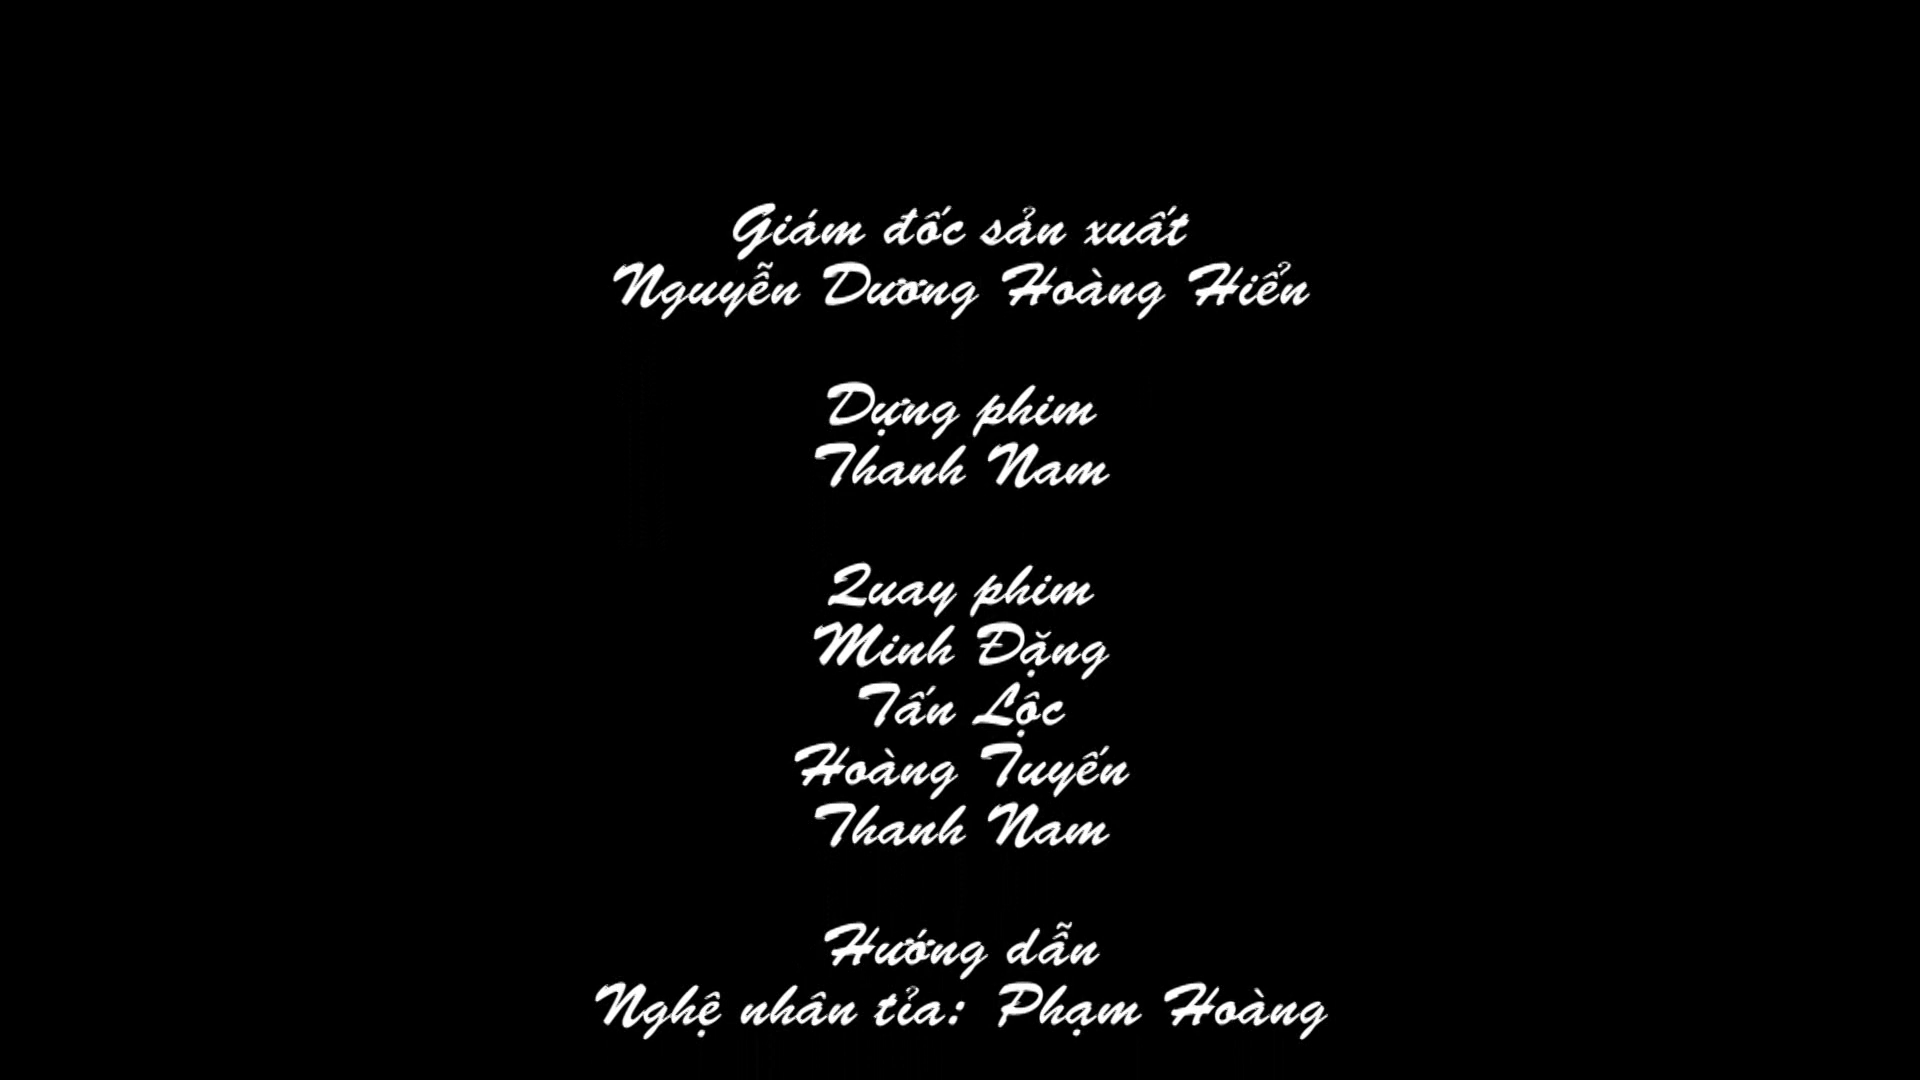 Giám đốc sản xuất
Nguyễn Dương Hoàng Hiển
Dựng phim
Thanh Nam
Quay phim
Minh Đặng
Tấn Lộc
Hoàng Tuyến
Thanh Nam
Hướng dẫn
Nghệ nhân tỉa: Phạm Hoàng